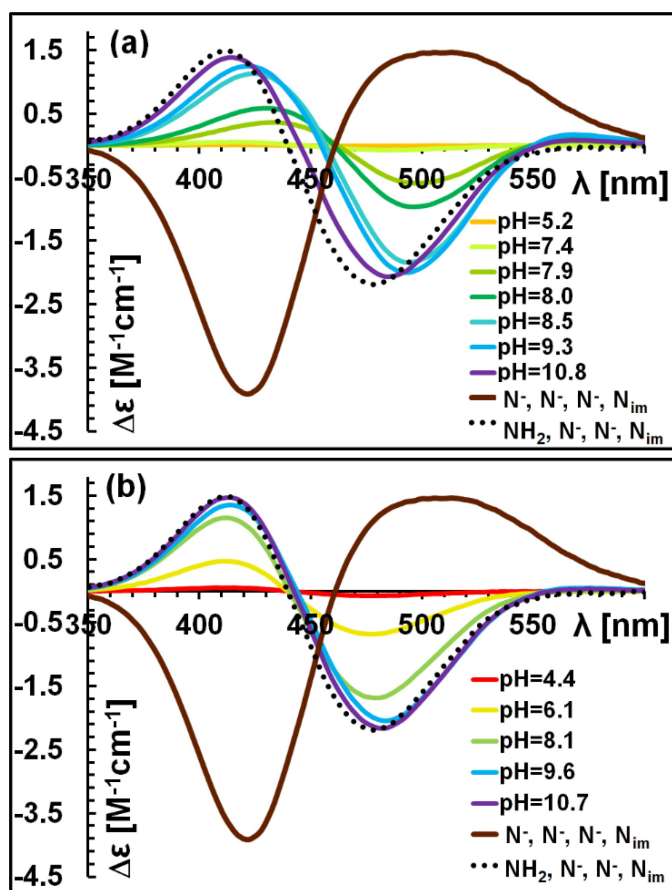 (a)
1.5
0.5
-0.5
-1.5
-2.5
-3.5
-4.5
350
400
450
500
550
λ [nm]
Δε [M⁻¹cm⁻¹]
pH=5.2
pH=7.4
pH=7.9
pH=8.0
pH=8.5
pH=9.3
pH=10.8
N⁻, N⁻, N⁻, Nim
NH₂, N⁻, N⁻, Nim
(b)
1.5
0.5
-0.5
-1.5
-2.5
-3.5
-4.5
350
400
450
500
550
λ [nm]
Δε [M⁻¹cm⁻¹]
pH=4.4
pH=6.1
pH=8.1
pH=9.6
pH=10.7
N⁻, N⁻, N⁻, Nim
NH₂, N⁻, N⁻, Nim